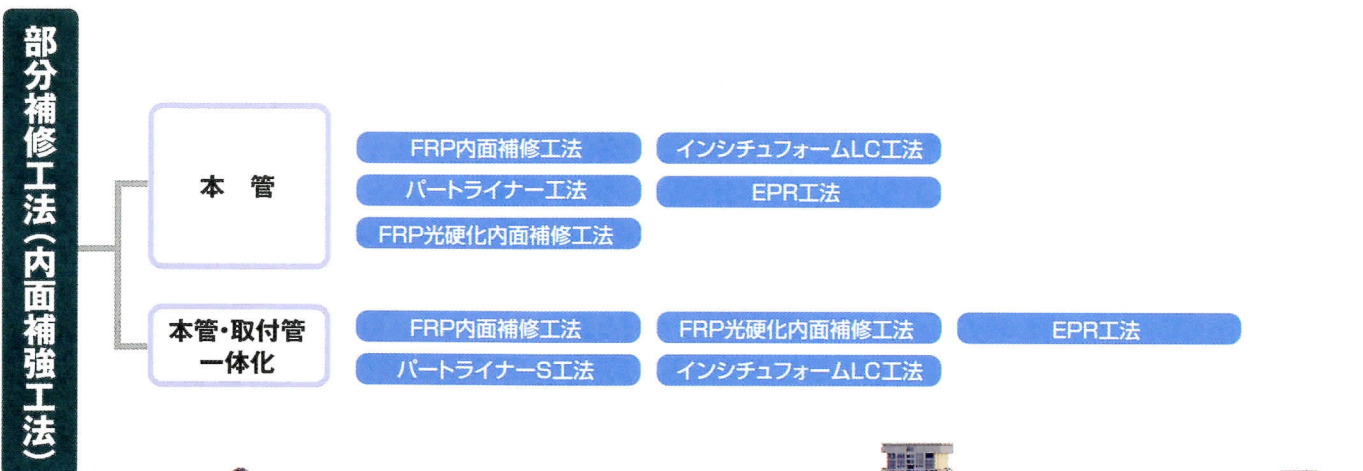 部分補修工法（内面補強工法）
本　管
FRP内面補修工法
インシチュフォームLC工法
パートライナー工法
EPR工法
FRP光硬化内面補修工法
本管・取付管
一体化
FRP内面補修工法
FRP光硬化内面補修工法
EPR工法
パートライナーS工法
インシチュフォームLC工法